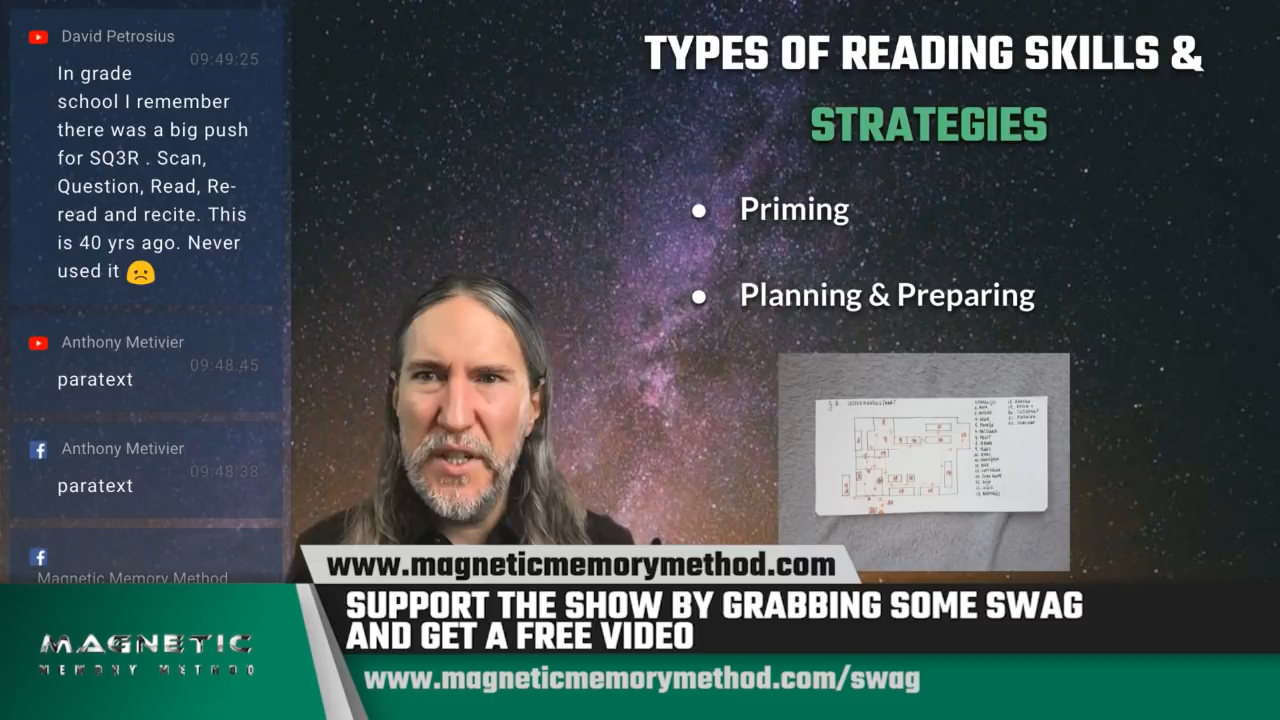 David Petrosius
09:49:25
In grade
school I remember
there was a big push
for SQ3R . Scan,
Question, Read, Re-
read and recite. This
is 40 yrs ago. Never
used it
Anthony Metivier
09:48:45
paratext
Anthony Metivier
09:48:38
paratext
Magnetic Memory Method
TYPES OF READING SKILLS &
STRATEGIES
• Priming
• Planning & Preparing
www.magneticmemorymethod.com
SUPPORT THE SHOW BY GRABBING SOME SWAG
AND GET A FREE VIDEO
www.magneticmemorymethod.com/swag
MAGNETIC
MEMORY METHOD